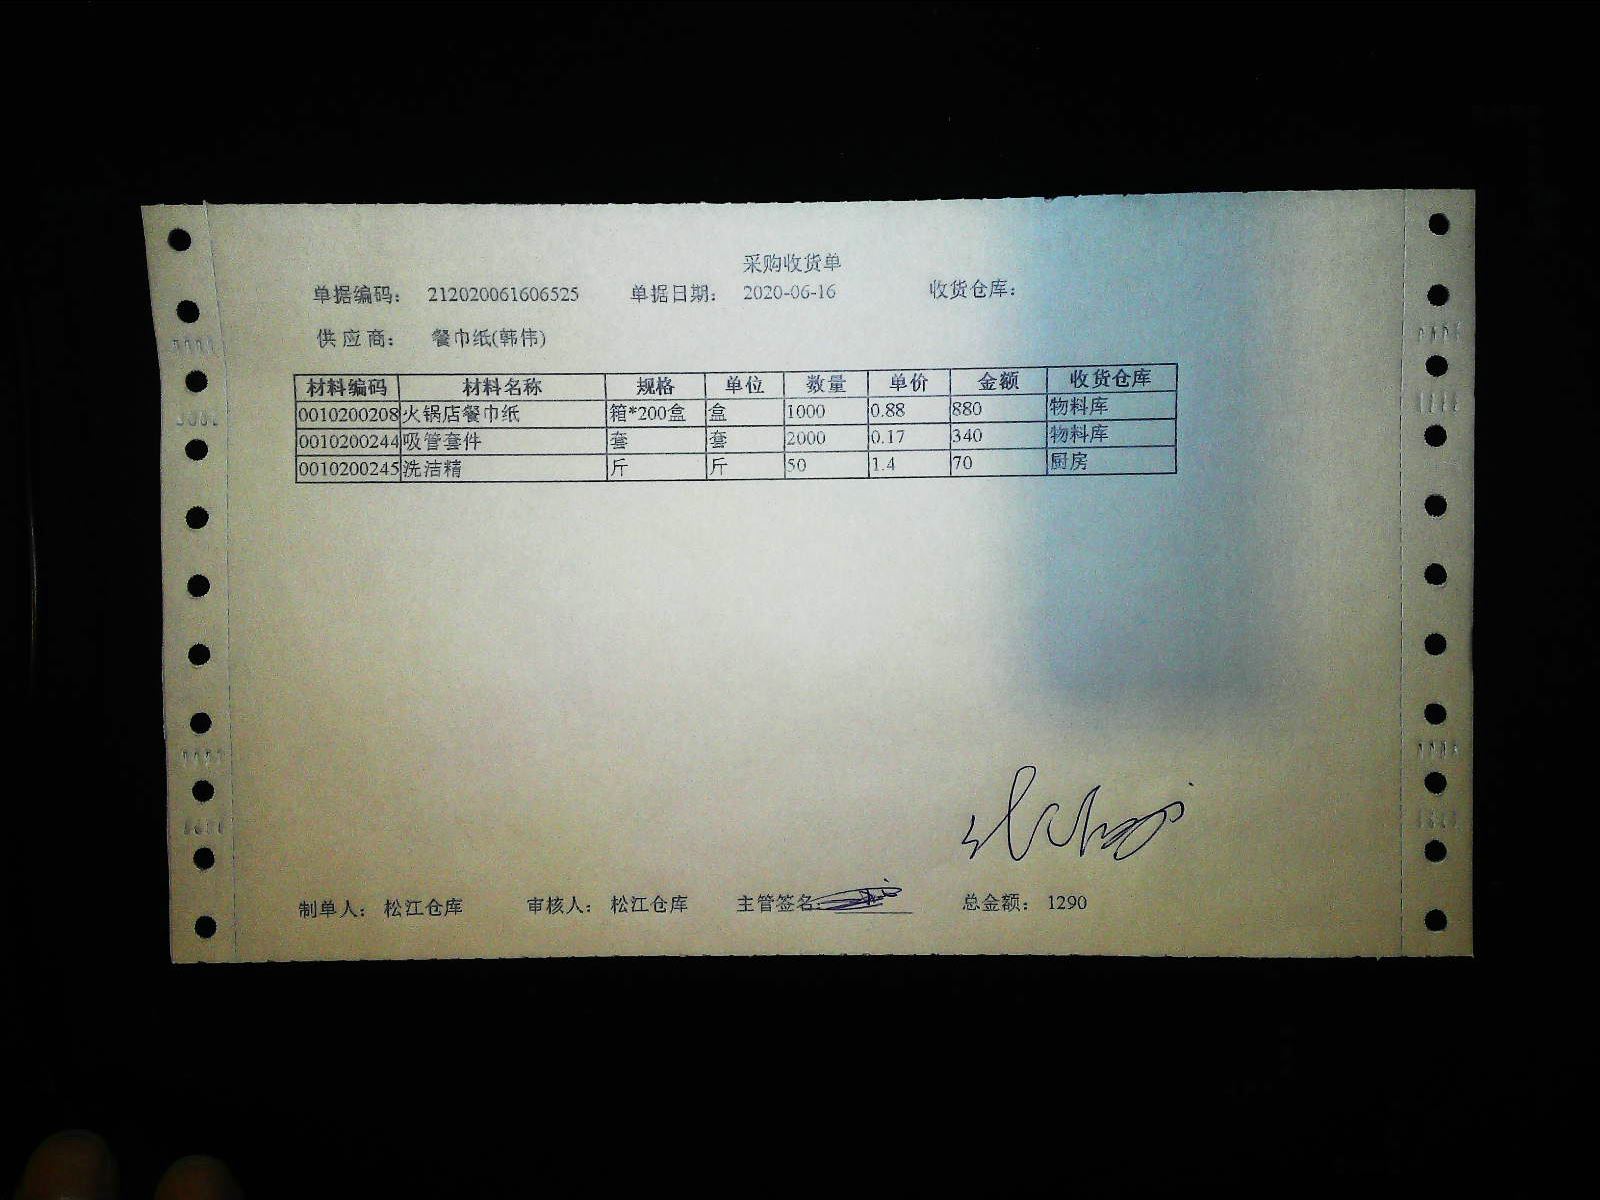 采购收货单
单据编码： 212020061606525 单据日期： 2020-06-16 收货仓库：
供应商： 餐巾纸(韩伟)
材料编码 材料名称 规格 单位 数量 单价 金额 收货仓库
0010200208 火锅店餐巾纸 箱*200盒 盒 1000 0.88 880 物料库
0010200244 吸管套件 套 套 2000 0.17 340 物料库
0010200245 洗洁精 斤 斤 50 1.4 70 厨房
制单人： 松江仓库 审核人： 松江仓库 主管签名： 总金额： 1290